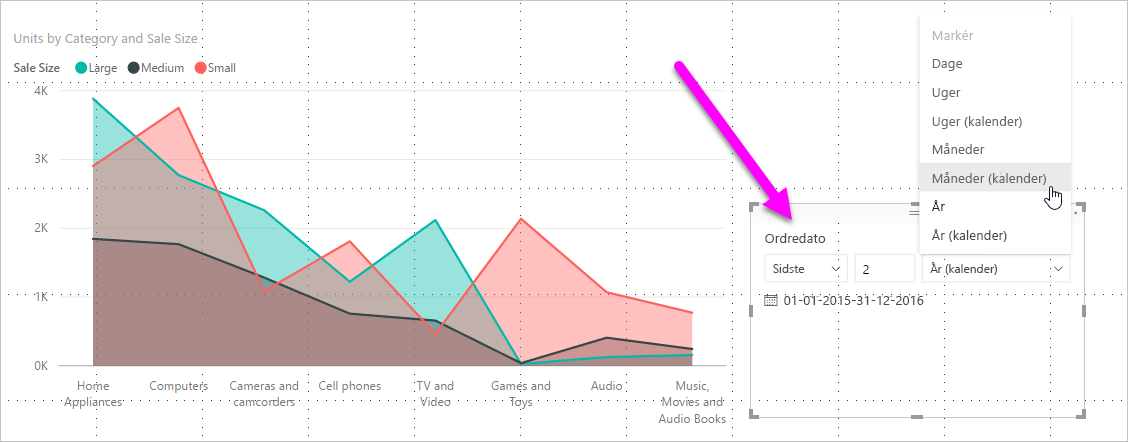 Units by Category and Sale Size
Sale Size Large Medium Small
4K
3K
2K
1K
0K
Home
Appliances
Computers
Cameras and
camcorders
Cell phones
TV and
Video
Games and
Toys
Audio
Music,
Movies and
Audio Books
Markér
Dage
Uger
Uger (kalender)
Måneder
Måneder (kalender)
År
År (kalender)
Ordredato
Sidste 2 År (kalender)
01-01-2015-31-12-2016